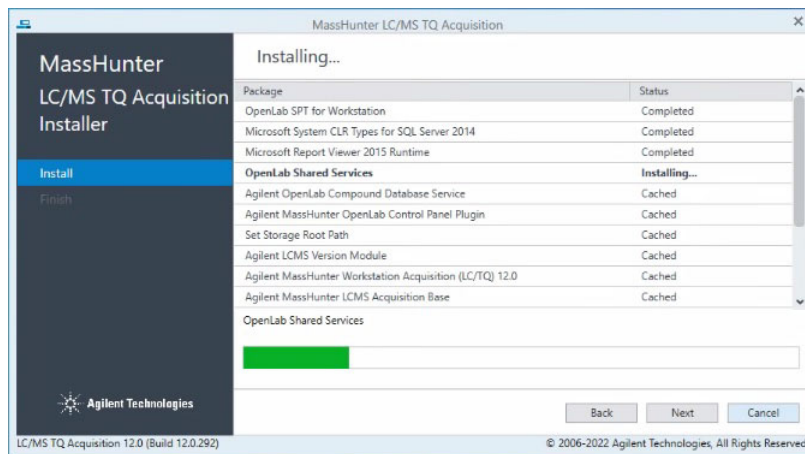 MassHunter LC/MS TQ Acquisition
MassHunter
LC/MS TQ Acquisition
Installer
Install
Finish
Agilent Technologies
Installing...
Package Status
OpenLab SPT for Workstation Completed
Microsoft System CLR Types for SQL Server 2014 Completed
Microsoft Report Viewer 2015 Runtime Completed
OpenLab Shared Services Installing...
Agilent OpenLab Compound Database Service Cached
Agilent MassHunter OpenLab Control Panel Plugin Cached
Set Storage Root Path Cached
Agilent LCMS Version Module Cached
Agilent MassHunter Workstation Acquisition (LC/TQ) 12.0 Cached
Agilent MassHunter LCMS Acquisition Base Cached
OpenLab Shared Services
Back Next Cancel
LC/MS TQ Acquisition 12.0 (Build 12.0.292) © 2006-2022 Agilent Technologies, All Rights Reserved